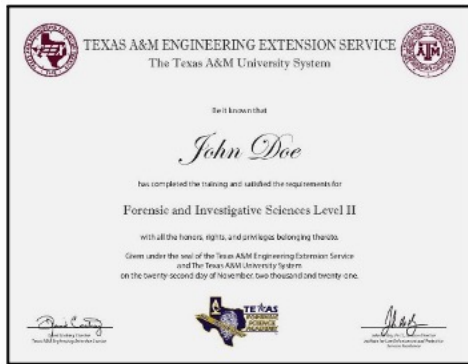 TEXAS A&M ENGINEERING EXTENSION SERVICE
The Texas A&M University System
Be it known that
John Doe
has completed the training and satisfied the requirements for
Forensic and Investigative Sciences Level II
with all the honors, rights, and privileges belonging thereto.
Given under the seal of the Texas A&M Engineering Extension Service
and The Texas A&M University System
on the twenty-second day of November, two thousand and twenty-one.
TEXAS
FORENSIC
SCIENCE
ACADEMY